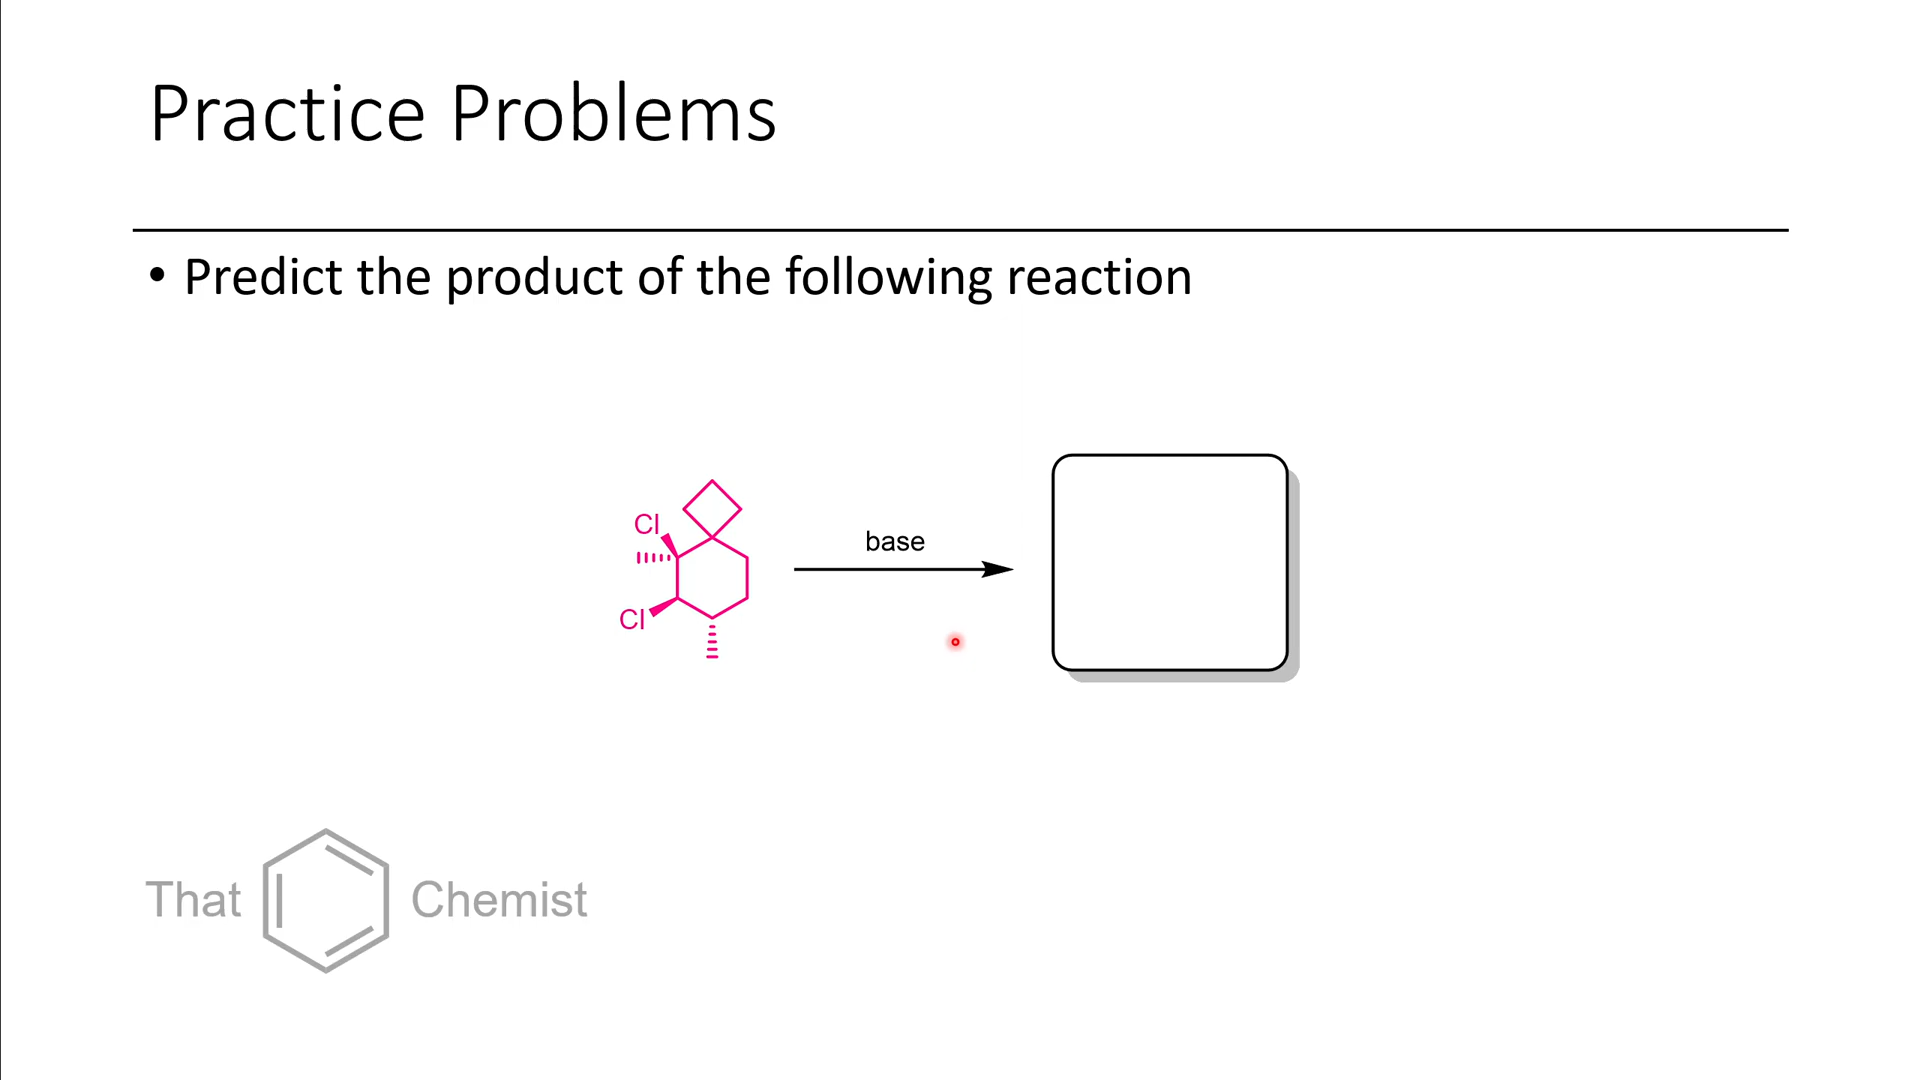 Practice Problems
• Predict the product of the following reaction
Cl
base
Cl
That Chemist